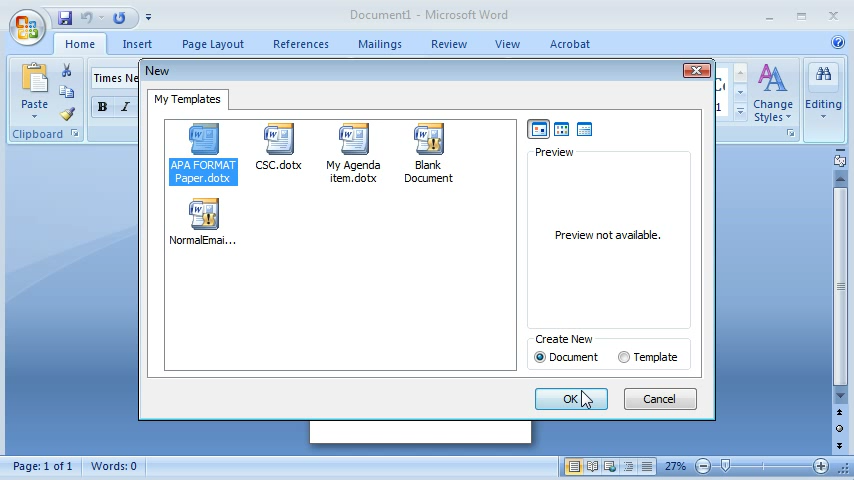 Document1 - Microsoft Word
Home Insert Page Layout References Mailings Review View Acrobat
Paste
Clipboard
Times Ne
B I
Change
Styles
Editing
New
My Templates
APA FORMAT
Paper.dotx
CSC.dotx
My Agenda
item.dotx
Blank
Document
NormalEmai...
Preview
Preview not available.
Create New
Document Template
OK Cancel
Page: 1 of 1 Words: 0 27%